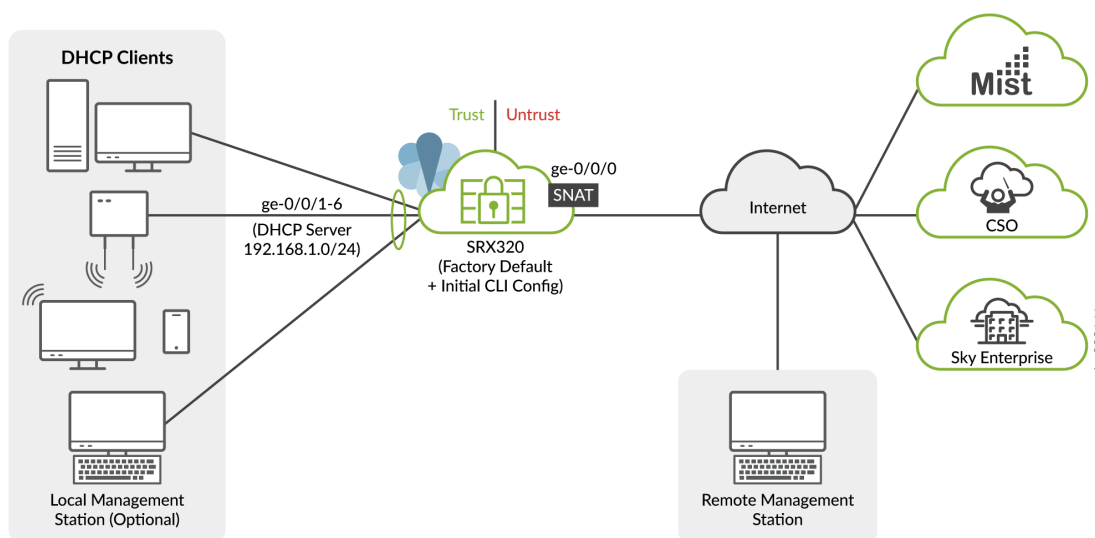 DHCP Clients
Local Management
Station (Optional)
ge-0/0/1-6
(DHCP Server
192.168.1.0/24)
Trust
Untrust
ge-0/0/0
SNAT
SRX320
(Factory Default
+ Initial CLI Config)
Internet
Remote Management
Station
Mist
CSO
Sky Enterprise